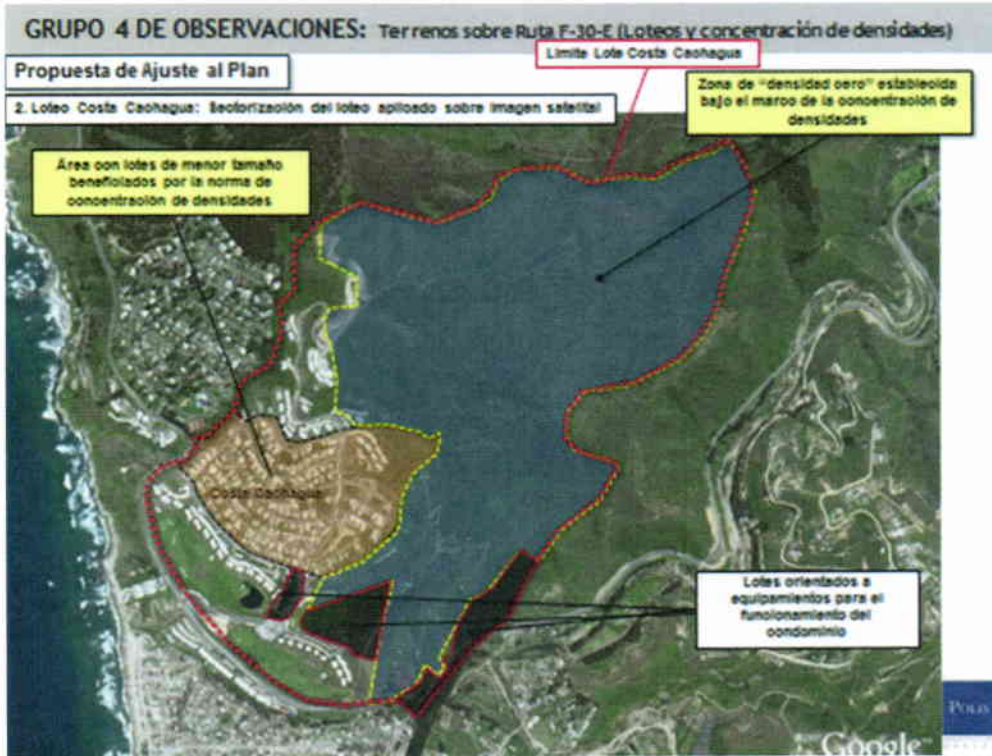 GRUPO 4 DE OBSERVACIONES: Terrenos sobre Ruta F-30-E (Loteos y concentración de densidades)
Propuesta de Ajuste al Plan
Límite Lote Costa Cachagua
2. Loteo Costa Cachagua: Sectorización del loteo aplicado sobre imagen satelital
Zona de "densidad cero" establecida
bajo el marco de la concentración de
densidades
Área con lotes de menor tamaño
beneficiados por la norma de
concentración de densidades
Costa Cachagua
Lotes orientados a
equipamientos para el
funcionamiento del
condominio
POLIS
Google